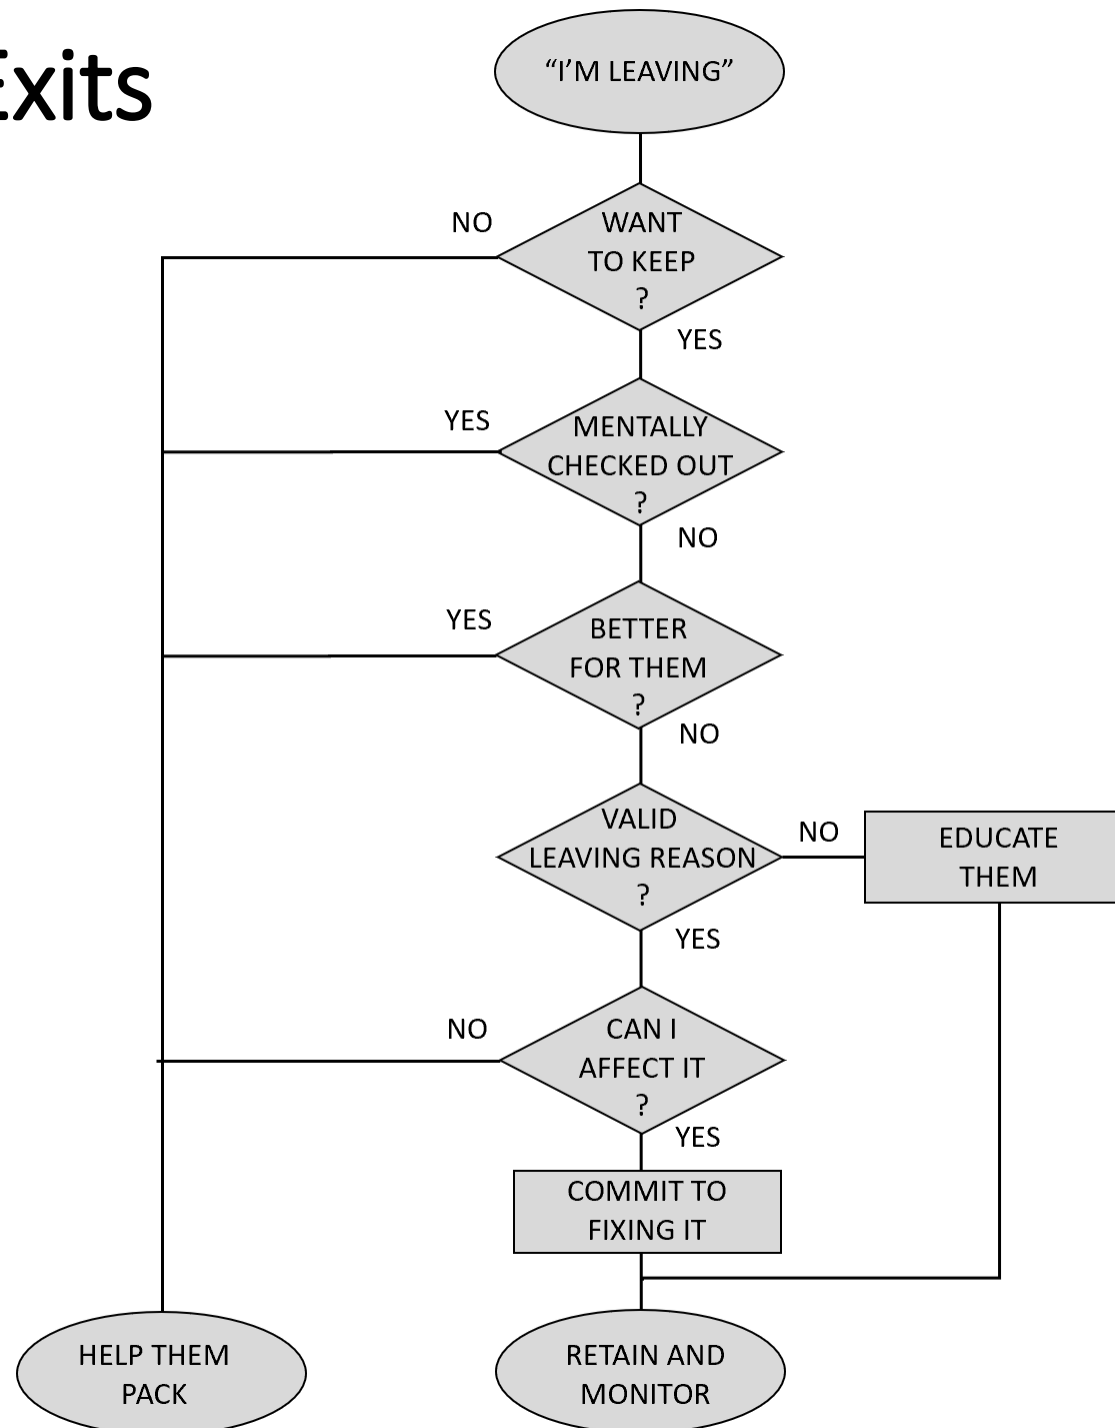 Exits
“I’M LEAVING”
NO
WANT
TO KEEP
?
YES
YES
MENTALLY
CHECKED OUT
?
NO
YES
BETTER
FOR THEM
?
NO
VALID
LEAVING REASON
?
NO
EDUCATE
THEM
YES
NO
CAN I
AFFECT IT
?
YES
COMMIT TO
FIXING IT
HELP THEM
PACK
RETAIN AND
MONITOR